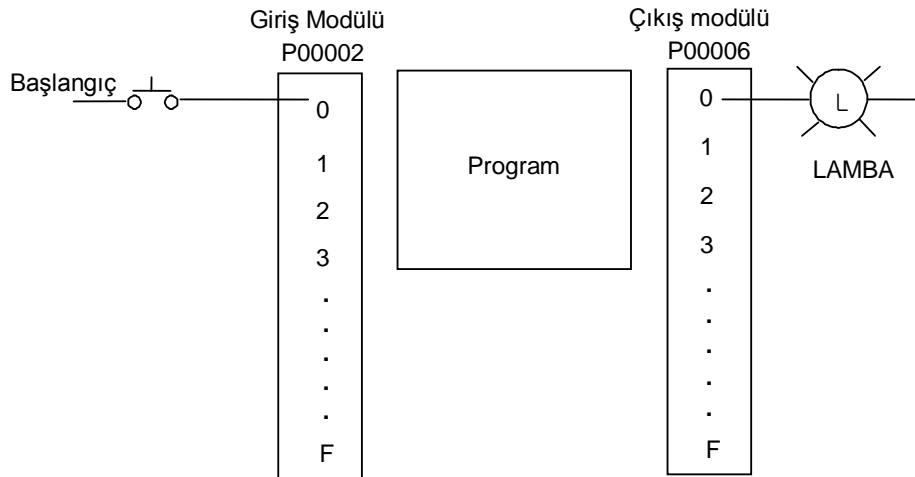 Giriş Modülü
P00002
Çıkış modülü
P00006
Başlangıç
0
1
2
3
.
.
.
.
.
F
Program
0
1
2
3
.
.
.
.
.
F
L
LAMBA